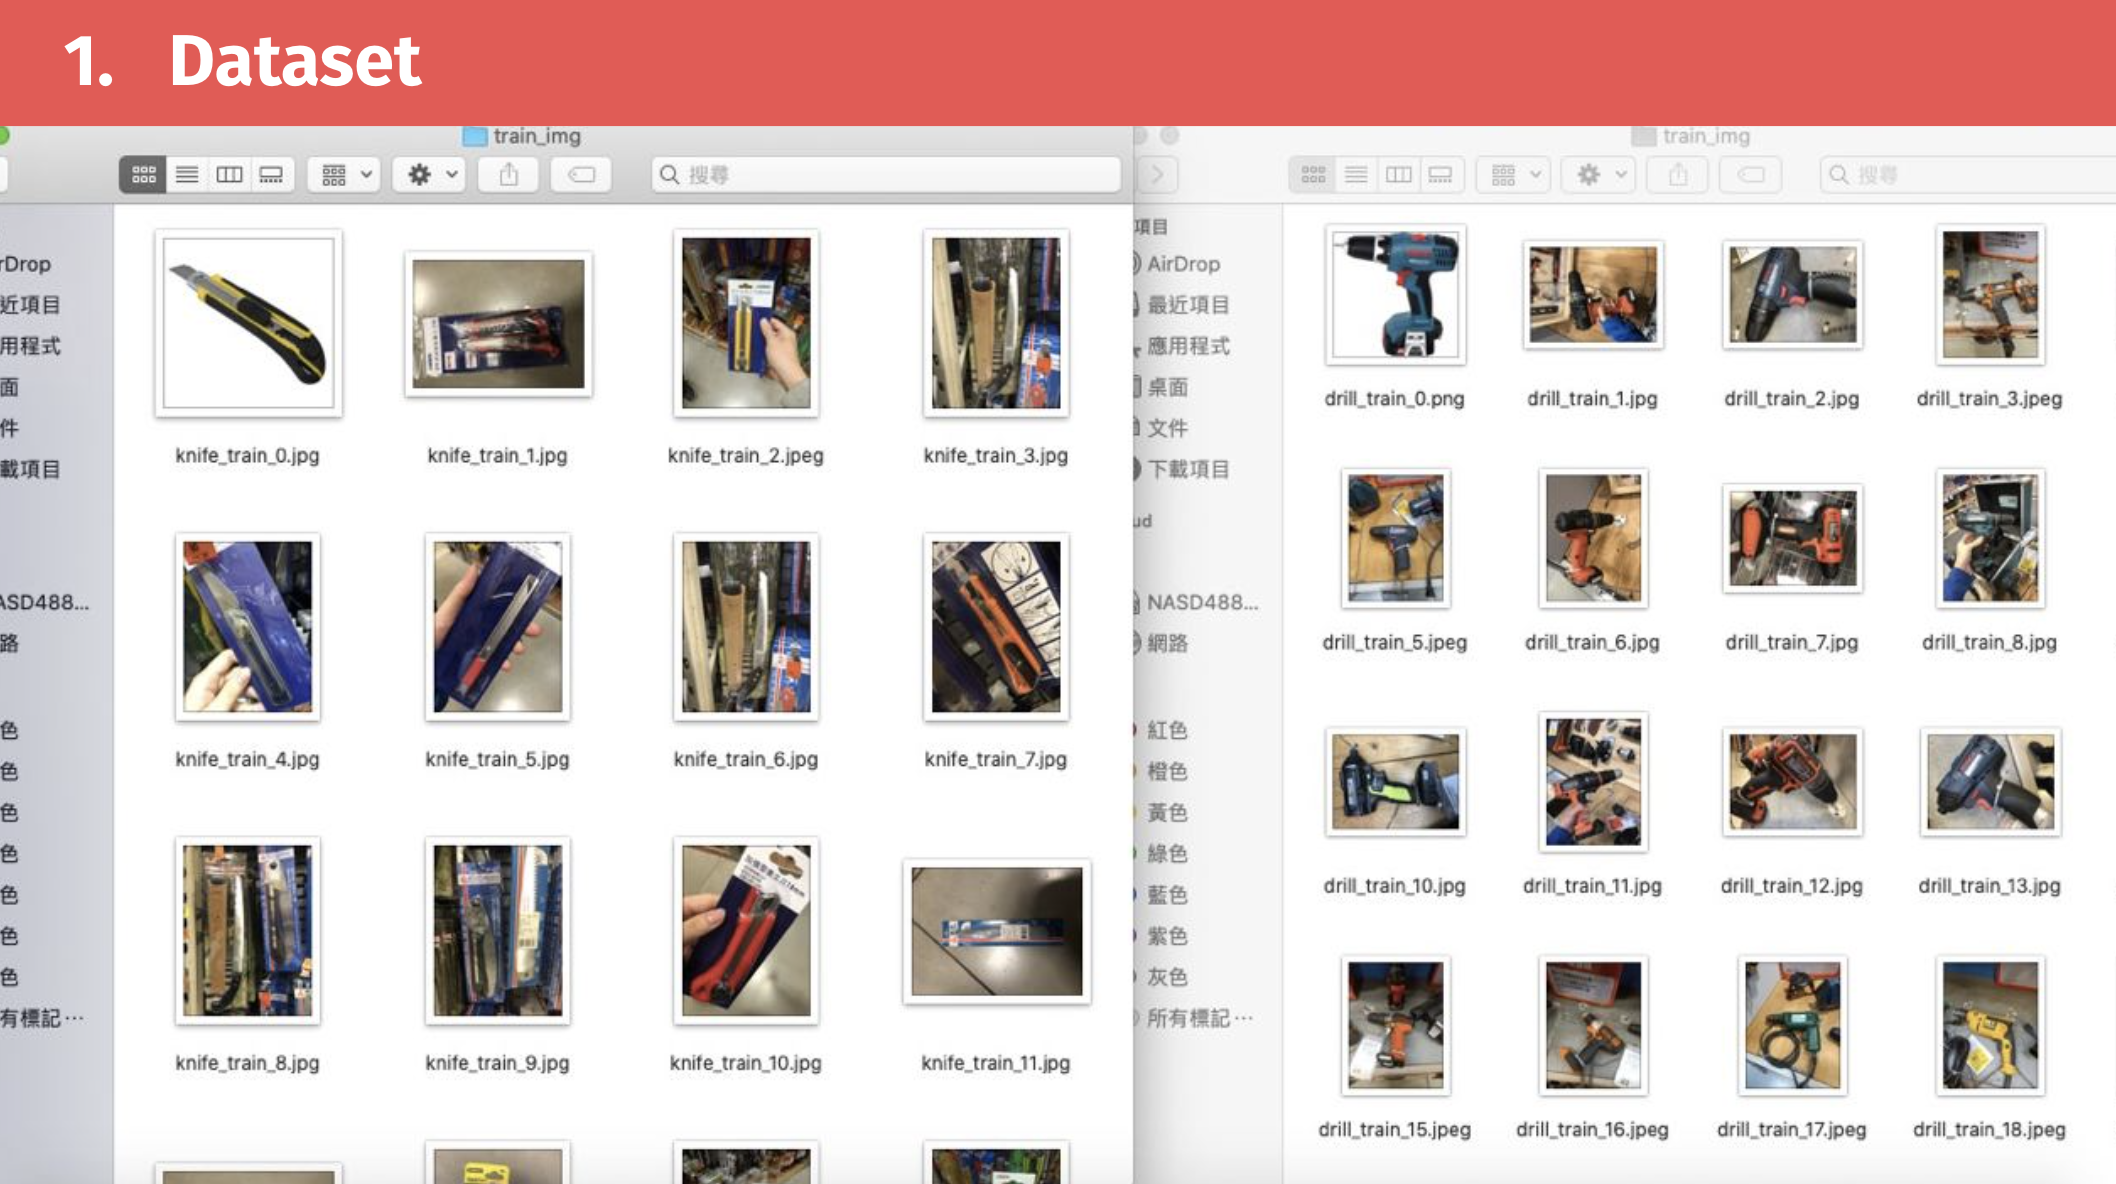 1. Dataset
train_img
搜尋
rDrop
近項目
用程式
面
件
載項目
ASD488...
路
色
色
色
色
色
色
色
有標記...
knife_train_0.jpg
knife_train_1.jpg
knife_train_2.jpeg
knife_train_3.jpg
knife_train_4.jpg
knife_train_5.jpg
knife_train_6.jpg
knife_train_7.jpg
knife_train_8.jpg
knife_train_9.jpg
knife_train_10.jpg
knife_train_11.jpg
train_img
搜尋
項目
AirDrop
最近項目
應用程式
桌面
文件
下載項目
ud
NASD488...
網路
紅色
橙色
黃色
綠色
藍色
紫色
灰色
所有標記...
drill_train_0.png
drill_train_1.jpg
drill_train_2.jpg
drill_train_3.jpeg
drill_train_5.jpeg
drill_train_6.jpg
drill_train_7.jpg
drill_train_8.jpg
drill_train_10.jpg
drill_train_11.jpg
drill_train_12.jpg
drill_train_13.jpg
drill_train_15.jpeg
drill_train_16.jpeg
drill_train_17.jpeg
drill_train_18.jpeg